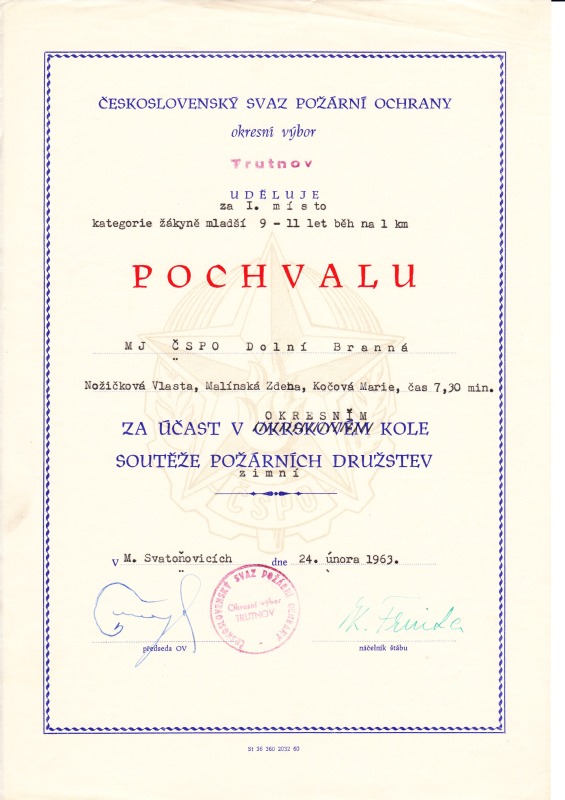 ČESKOSLOVENSKÝ SVAZ POŽÁRNÍ OCHRANY
okresní výbor
Trutnov
UDĚLUJE
za I. místo
kategorie žákyně mladší 9 - 11 let běh na 1 km
POCHVALU
MJ ČSPO Dolní Branná
Nožičková Vlasta, Malínská Zdena, Kočová Marie, čas 7,30 min.
OKRESNÍM
ZA ÚČAST V OKRSKOVÉM KOLE
SOUTĚŽE POŽÁRNÍCH DRUŽSTEV
zimní
ČSPO
V M. Svatoňovicích dne 24. února 1963.
ČESKOSLOVENSKÝ SVAZ POŽÁRNÍ OCHRANY
Okresní výbor
TRUTNOV
předseda OV
náčelník štábu
St 36 360 2032 60